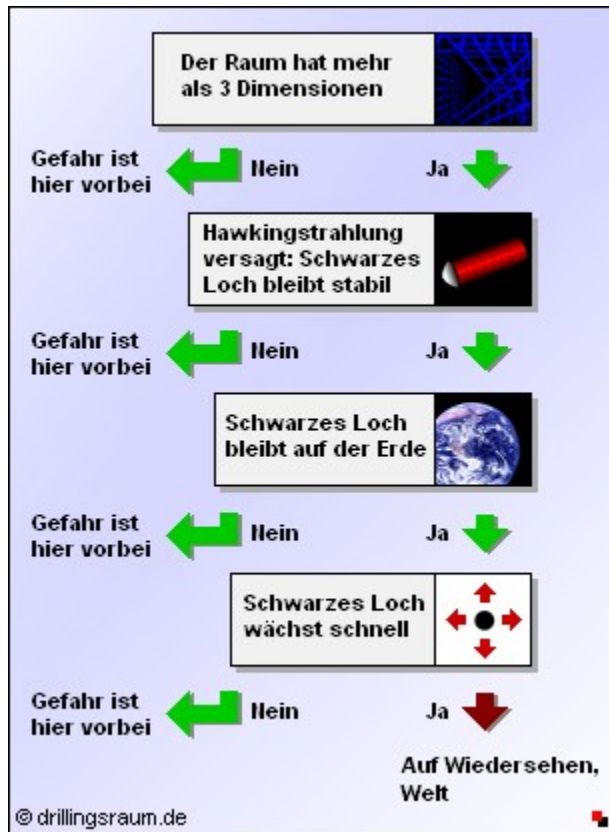 Der Raum hat mehr
als 3 Dimensionen
Gefahr ist
hier vorbei
Nein
Ja
Hawkingstrahlung
versagt: Schwarzes
Loch bleibt stabil
Gefahr ist
hier vorbei
Nein
Ja
Schwarzes Loch
bleibt auf der Erde
Gefahr ist
hier vorbei
Nein
Ja
Schwarzes Loch
wächst schnell
Gefahr ist
hier vorbei
Nein
Ja
Auf Wiedersehen,
Welt
© drillingsraum.de